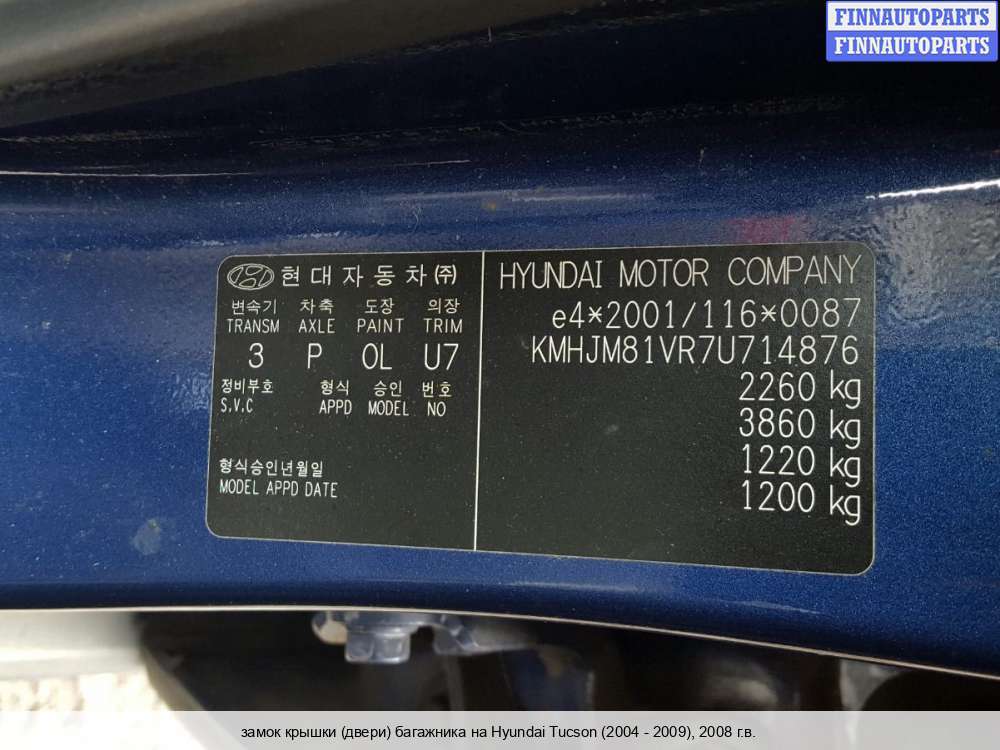 FINNAUTOPARTS
FINNAUTOPARTS
현대자동차㈜
변속기 차축 도장 의장
TRANSM AXLE PAINT TRIM
3 P OL U7
정비부호 형식 승인 번호
S.V.C APPD MODEL NO
형식승인년월일
MODEL APPD DATE
HYUNDAI MOTOR COMPANY
e4*2001/116*0087
KMHJM81VR7U714876
2260 kg
3860 kg
1220 kg
1200 kg
замок крышки (двери) багажника на Hyundai Tucson (2004 - 2009), 2008 г.в.